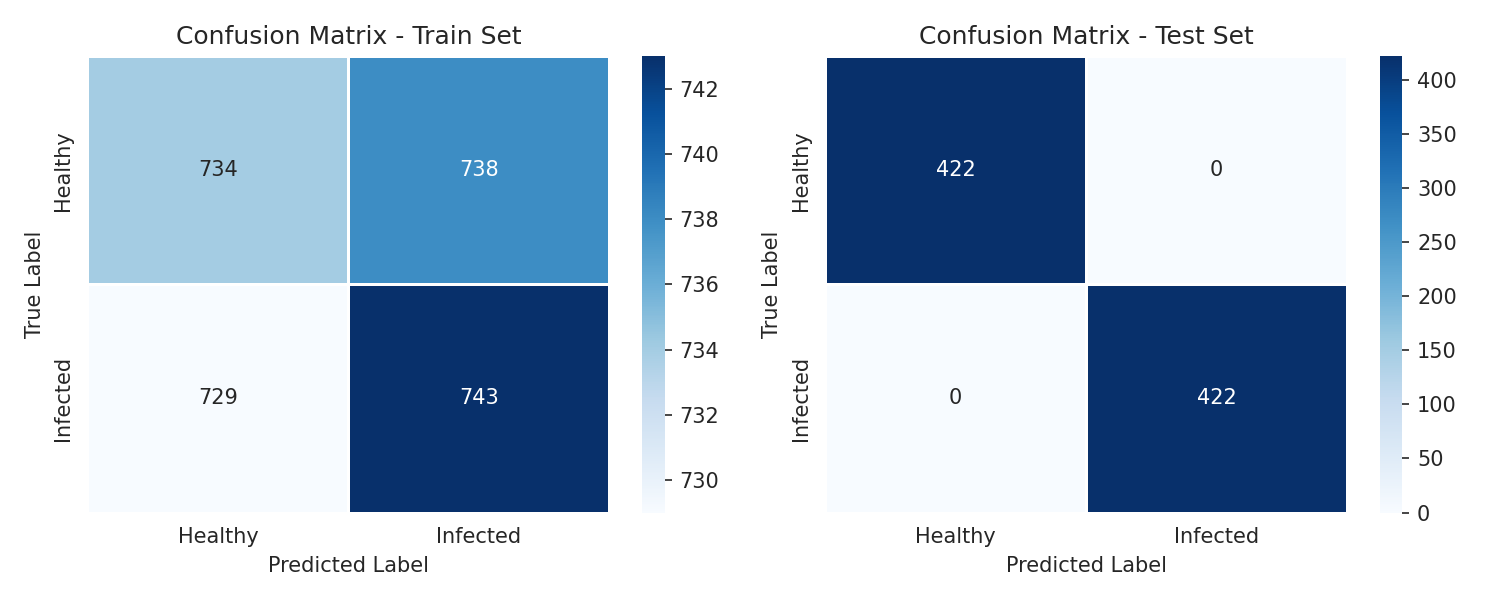 Confusion Matrix - Train Set
True Label
Healthy
Infected
734
738
729
743
Healthy
Infected
Predicted Label
742
740
738
736
734
732
730
Confusion Matrix - Test Set
True Label
Healthy
Infected
422
0
0
422
Healthy
Infected
Predicted Label
400
350
300
250
200
150
100
50
0